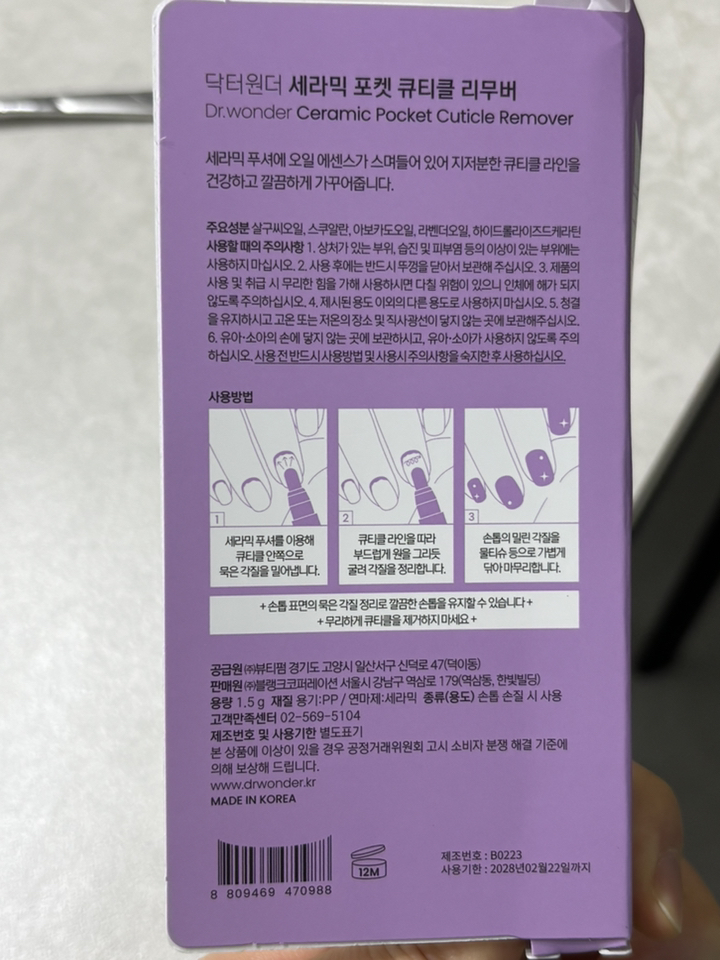 닥터원더 세라믹 포켓 큐티클 리무버
Dr.wonder Ceramic Pocket Cuticle Remover
세라믹 푸셔에 오일 에센스가 스며들어 있어 지저분한 큐티클 라인을
건강하고 깔끔하게 가꾸어줍니다.
주요성분 살구씨오일, 스쿠알란, 아보카도오일, 라벤더오일, 하이드롤라이즈드케라틴
사용할 때의 주의사항 1. 상처가 있는 부위, 습진 및 피부염 등의 이상이 있는 부위에는
사용하지 마십시오. 2. 사용 후에는 반드시 뚜껑을 닫아서 보관해 주십시오. 3. 제품의
사용 및 취급 시 무리한 힘을 가해 사용하시면 다칠 위험이 있으니 인체에 해가 되지
않도록 주의하십시오. 4. 제시된 용도 이외의 다른 용도로 사용하지 마십시오. 5. 청결
을 유지하시고 고온 또는 저온의 장소 및 직사광선이 닿지 않는 곳에 보관해주십시오.
6. 유아·소아의 손에 닿지 않는 곳에 보관하시고, 유아·소아가 사용하지 않도록 주의
하십시오. 사용 전 반드시 사용방법 및 사용시 주의사항을 숙지한 후 사용하십시오.
사용방법
1
세라믹 푸셔를 이용해
큐티클 안쪽으로
묵은 각질을 밀어냅니다.
2
큐티클 라인을 따라
부드럽게 원을 그리듯
굴려 각질을 정리합니다.
3
손톱의 밀린 각질을
물티슈 등으로 가볍게
닦아 마무리합니다.
+ 손톱 표면의 묵은 각질 정리로 깔끔한 손톱을 유지할 수 있습니다 +
+ 무리하게 큐티클을 제거하지 마세요 +
공급원 ㈜뷰티펌 경기도 고양시 일산서구 산덕로 47(덕이동)
판매원 ㈜블랭크코퍼레이션 서울시 강남구 역삼로 179(역삼동, 한빛빌딩)
용량 1.5 g 재질 용기:PP / 연마제:세라믹 종류(용도) 손톱 손질 시 사용
고객만족센터 02-569-5104
제조번호 및 사용기한 별도표기
본 상품에 이상이 있을 경우 공정거래위원회 고시 소비자 분쟁 해결 기준에
의해 보상해 드립니다.
www.drwonder.kr
MADE IN KOREA
8 809469 470988
12M
제조번호 : B0223
사용기한 : 2028년02월22일까지